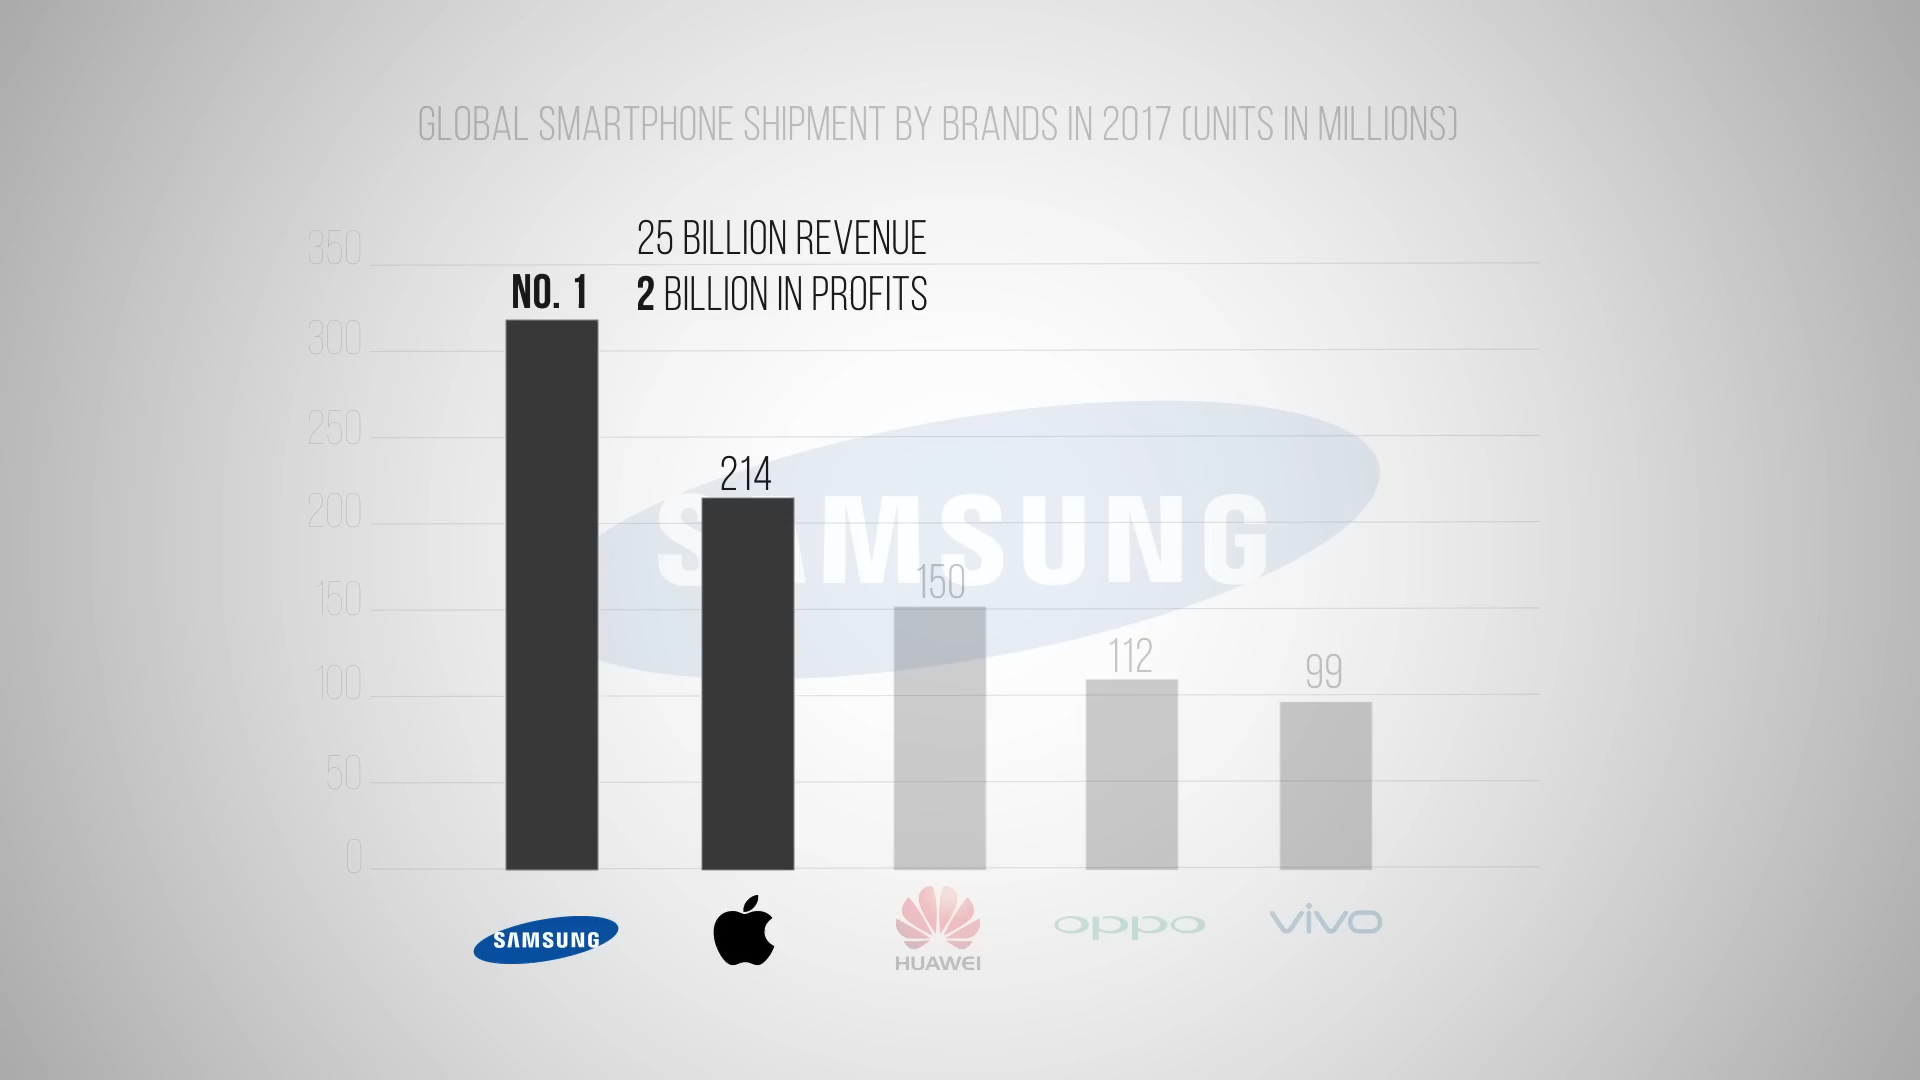 GLOBAL SMARTPHONE SHIPMENT BY BRANDS IN 2017 (UNITS IN MILLIONS)
25 BILLION REVENUE
2 BILLION IN PROFITS
NO. 1
350
300
250
200
150
100
50
0
214
150
112
99
SAMSUNG
SAMSUNG
HUAWEI
oppo
vivo